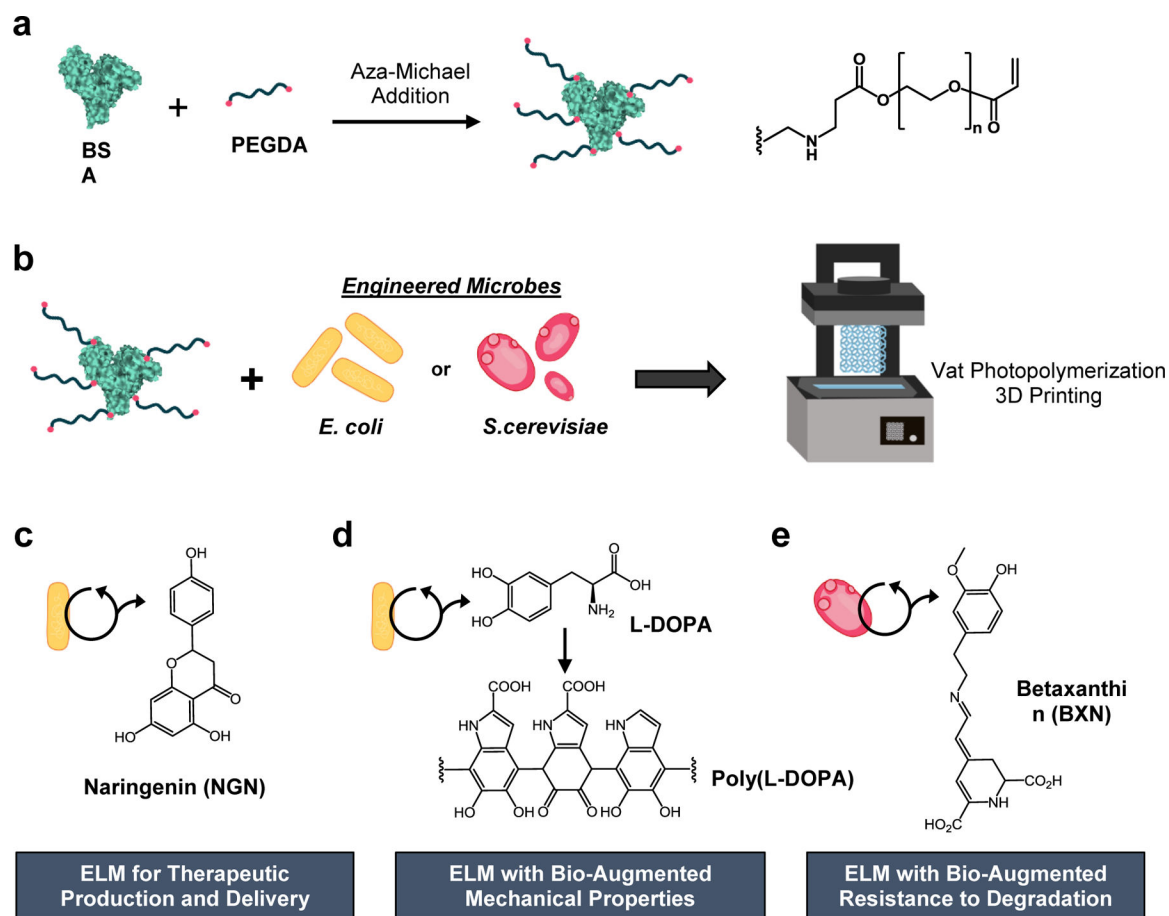 a
BS
A
+
PEGDA
Aza-Michael
Addition
N
H
O
O
O
n
O
O
b
Engineered Microbes
+
or
E. coli
S.cerevisiae
Vat Photopolymerization
3D Printing
c
OH
O
O
HO
OH
Naringenin (NGN)
ELM for Therapeutic
Production and Delivery
d
HO
HO
O
OH
NH2
L-DOPA
COOH
COOH
HN
HN
HN
HO
OH
O
O
HO
OH
Poly(L-DOPA)
ELM with Bio-Augmented
Mechanical Properties
e
O
OH
N
Betaxanthi
n (BXN)
CO2H
NH
HO2C
ELM with Bio-Augmented
Resistance to Degradation